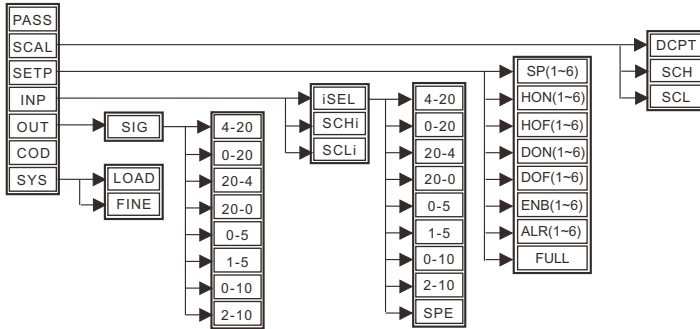 PASS
SCAL
SETP
INP
OUT
COD
SYS
SIG
LOAD
FINE
4-20
0-20
20-4
20-0
0-5
1-5
0-10
2-10
iSEL
SCHi
SCLi
4-20
0-20
20-4
20-0
0-5
1-5
0-10
2-10
SPE
SP(1~6)
HON(1~6)
HOF(1~6)
DON(1~6)
DOF(1~6)
ENB(1~6)
ALR(1~6)
FULL
DCPT
SCH
SCL